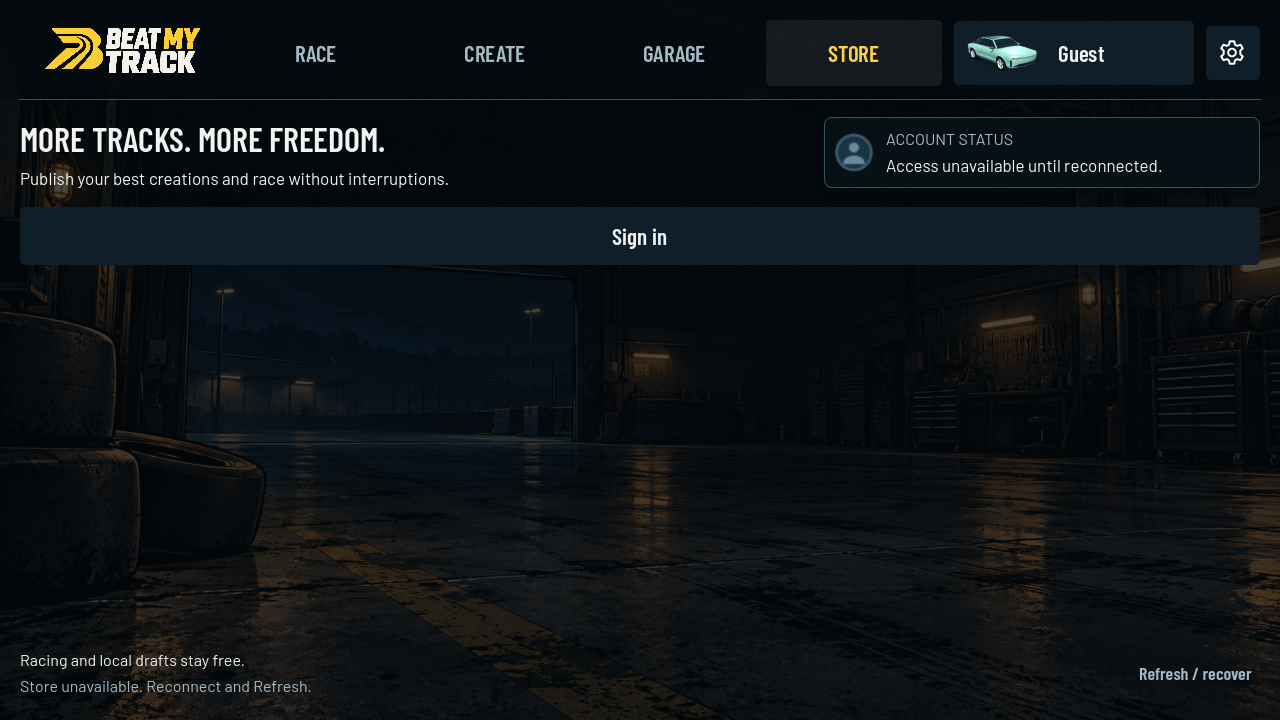 BEAT MY
TRACK
RACE
CREATE
GARAGE
STORE
Guest
MORE TRACKS. MORE FREEDOM.
Publish your best creations and race without interruptions.
ACCOUNT STATUS
Access unavailable until reconnected.
Sign in
Racing and local drafts stay free.
Store unavailable. Reconnect and Refresh.
Refresh / recover